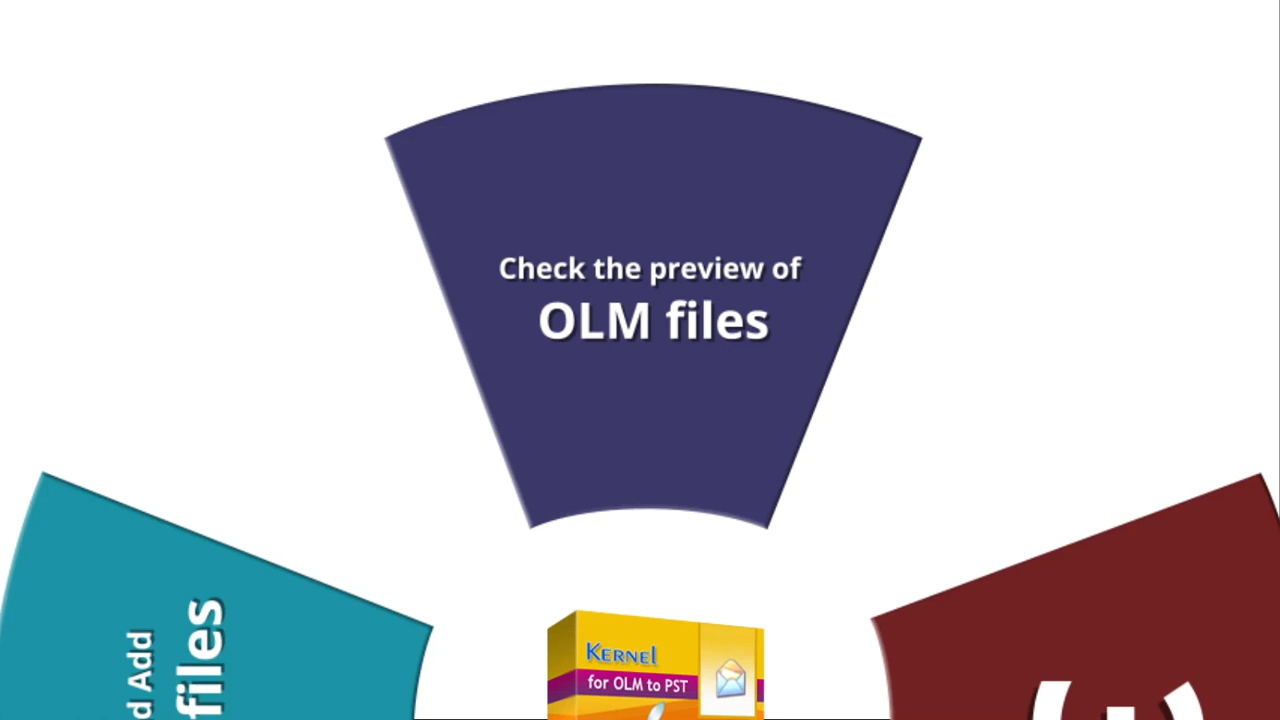 Check the preview of
OLM files
d Add
files
KERNEL
for OLM to PST